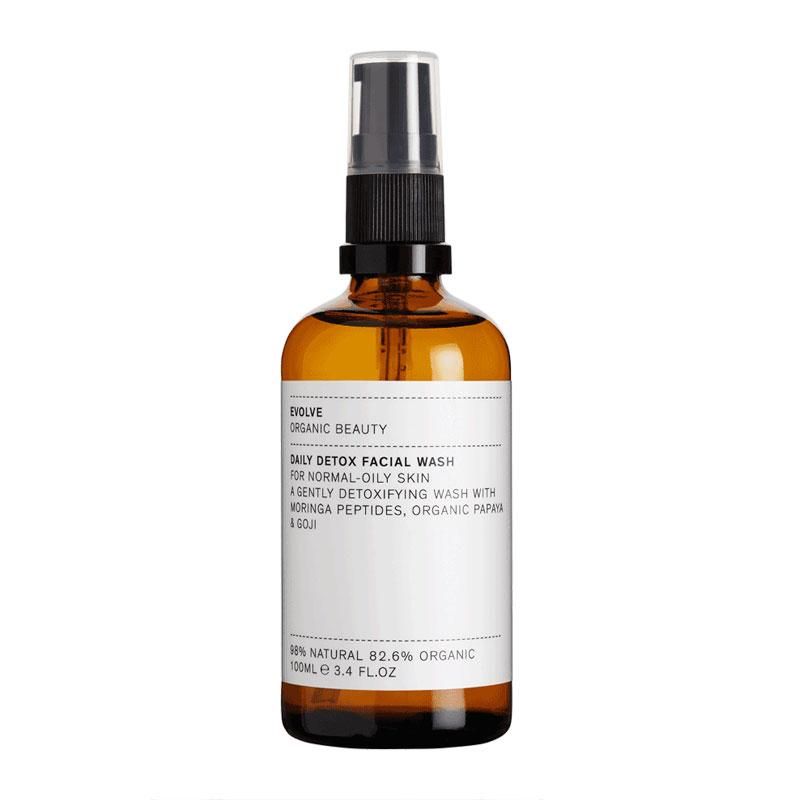 EVOLVE
ORGANIC BEAUTY
DAILY DETOX FACIAL WASH
FOR NORMAL-OILY SKIN
A GENTLY DETOXIFYING WASH WITH
MORINGA PEPTIDES, ORGANIC PAPAYA
& GOJI
98% NATURAL 82.6% ORGANIC
100ML ℮ 3.4 FL.OZ